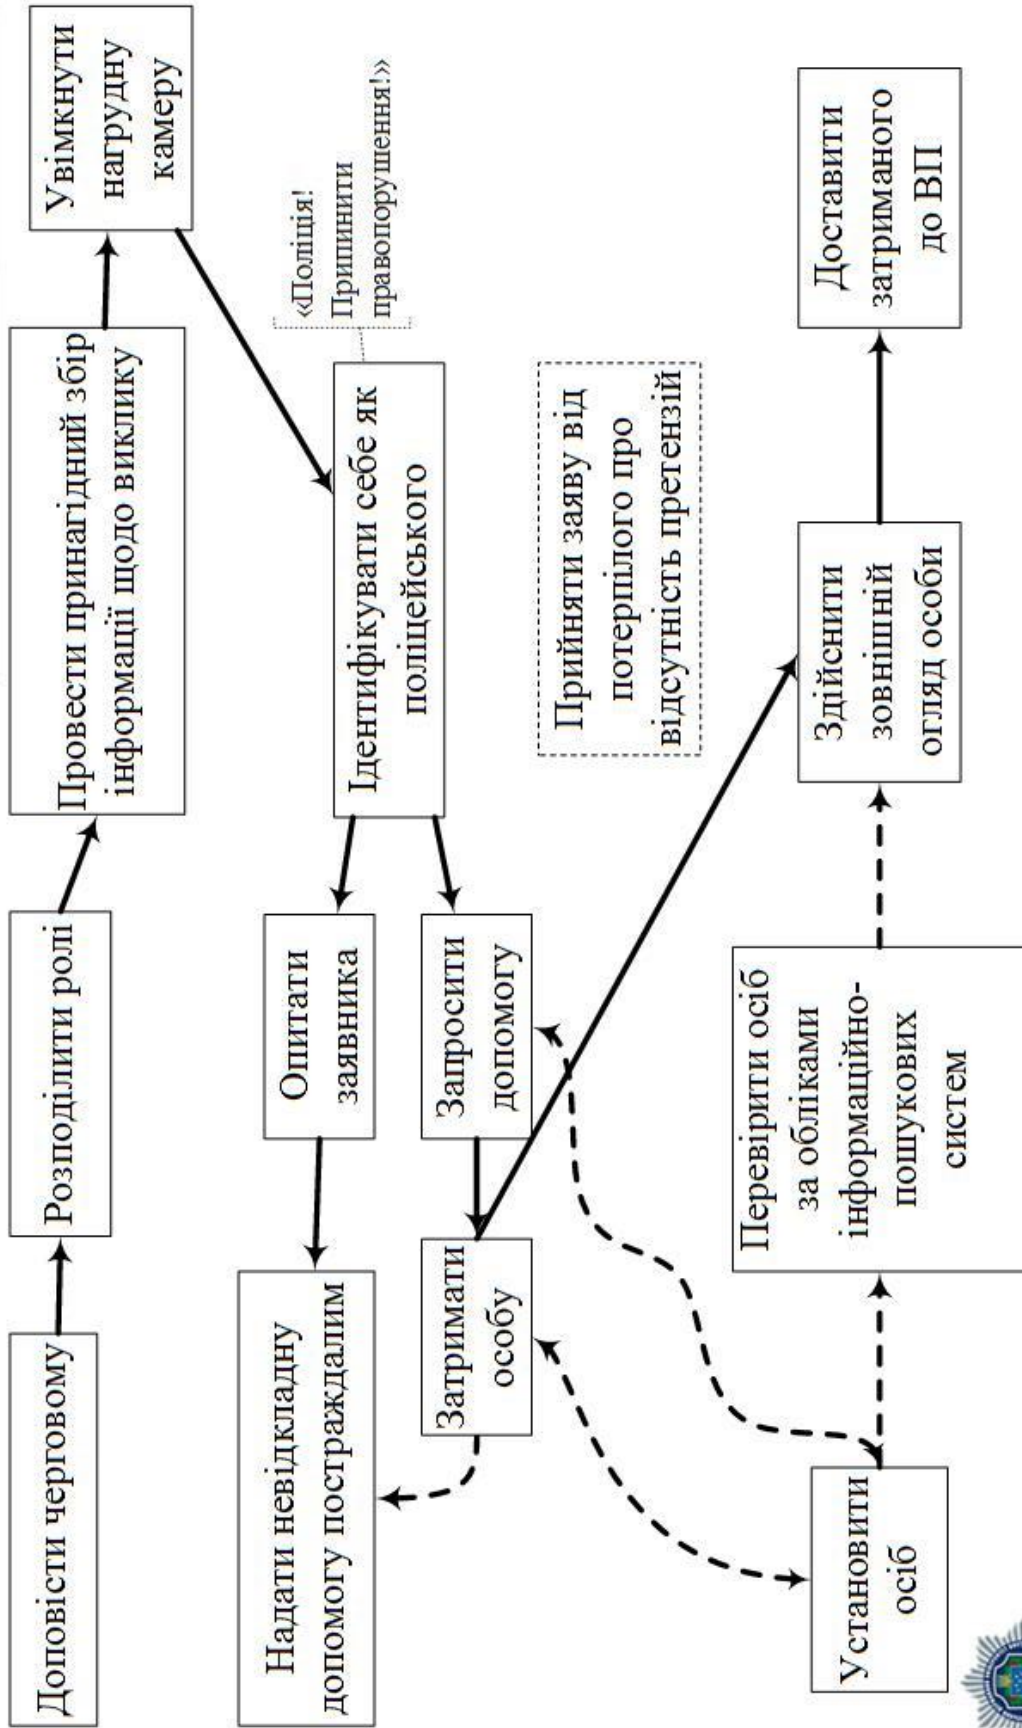 Доповісти черговому
Розподілити ролі
Провести принагідний збір
інформації щодо виклику
Увімкнути
нагрудну
камеру
«Поліція!
Припинити
правопорушення!»
Ідентифікувати себе як
поліцейського
Опитати
заявника
Надати невідкладну
допомогу постраждалим
Запросити
допомогу
Затримати
особу
Прийняти заяву від
потерпілого про
відсутність претензій
Установити
осіб
Перевірити осіб
за обліками
інформаційно-
пошукових
систем
Здійснити
зовнішній
огляд особи
Доставити
затриманого
до ВП